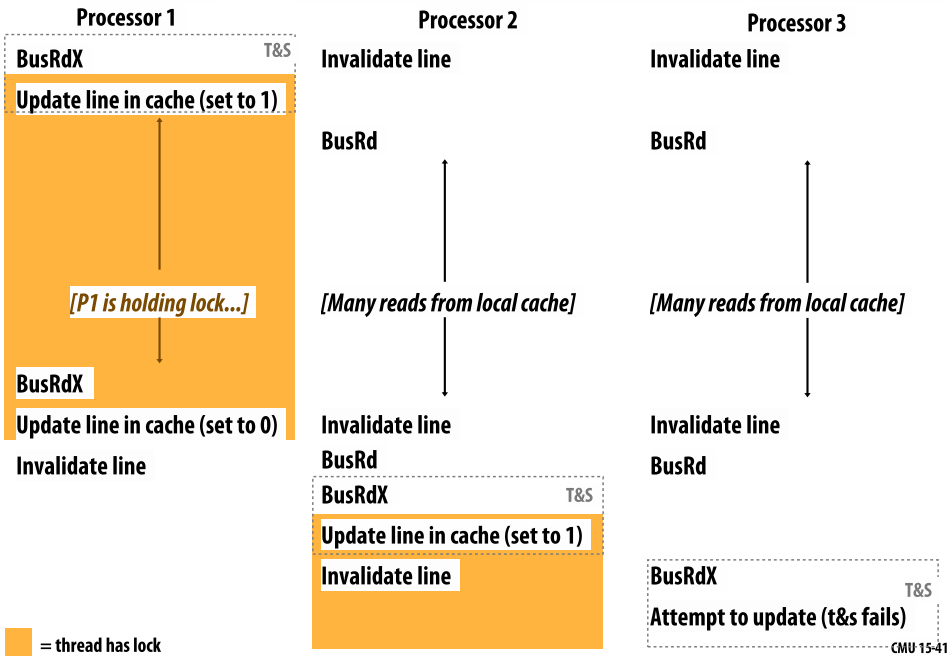 Processor 1
Processor 2
Processor 3
BusRdX
T&S
Invalidate line
Invalidate line
Update line in cache (set to 1)
BusRd
BusRd
[P1 is holding lock...]
[Many reads from local cache]
[Many reads from local cache]
BusRdX
Update line in cache (set to 0)
Invalidate line
Invalidate line
Invalidate line
BusRd
BusRd
BusRdX
T&S
Update line in cache (set to 1)
Invalidate line
BusRdX
T&S
Attempt to update (t&s fails)
= thread has lock
CMU 15-41